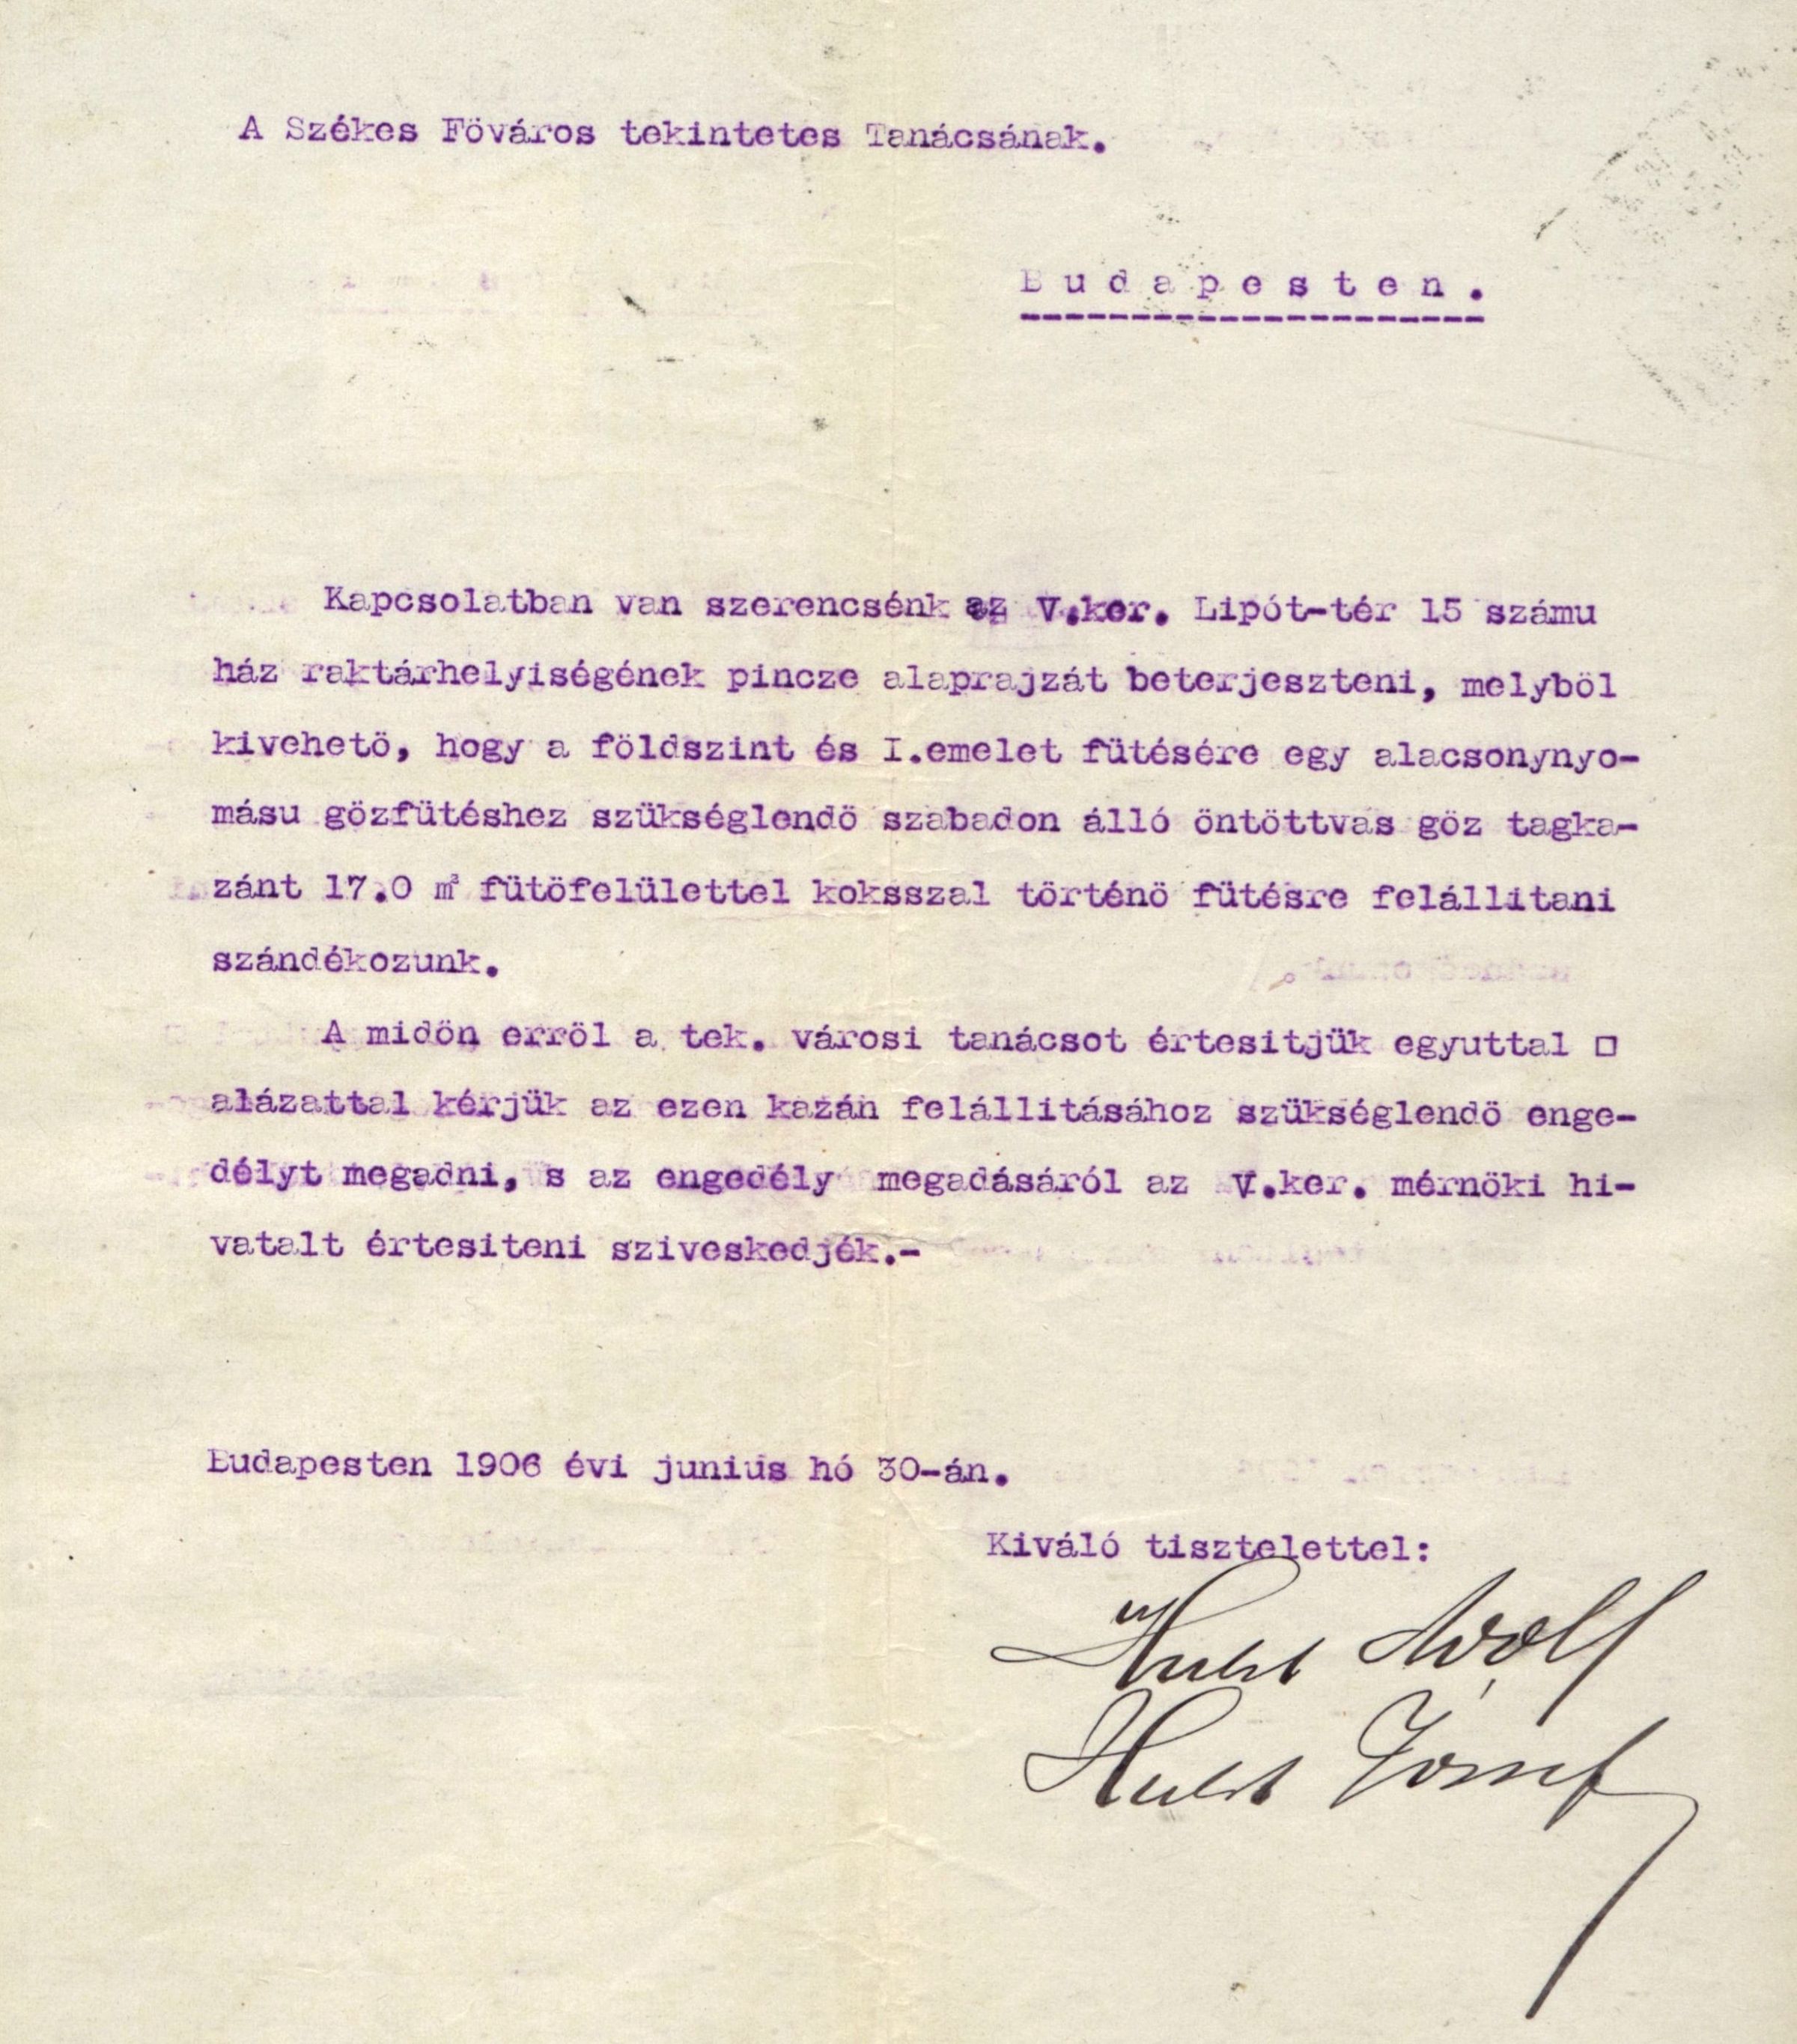 A Székes Föváros tekintetes Tanácsának.
Budapesten.
Kapcsolatban van szerencsénk az V.ker. Lipót-tér 15 számu
ház raktárhelyiségének pincze alaprajzát beterjeszteni, melyböl
kivehetö, hogy a földszint és I.emelet fütésére egy alacsonynyo-
másu gözfütéshez szükséglendö szabadon álló öntöttvas göz tagka-
zánt 17.0 m² fütöfelülettel koksszal történö fütésre felállitani
szándékozunk.
A midön erröl a tek. városi tanácsot értesitjük egyuttal □
alázattal kérjük az ezen kazán felállitásához szükséglendö enge-
délyt megadni, s az engedély megadásáról az V.ker. mérnöki hi-
vatalt értesiteni sziveskedjék.-
Budapesten 1906 évi junius hó 30-án.
Kiváló tisztelettel:
Adolf
József